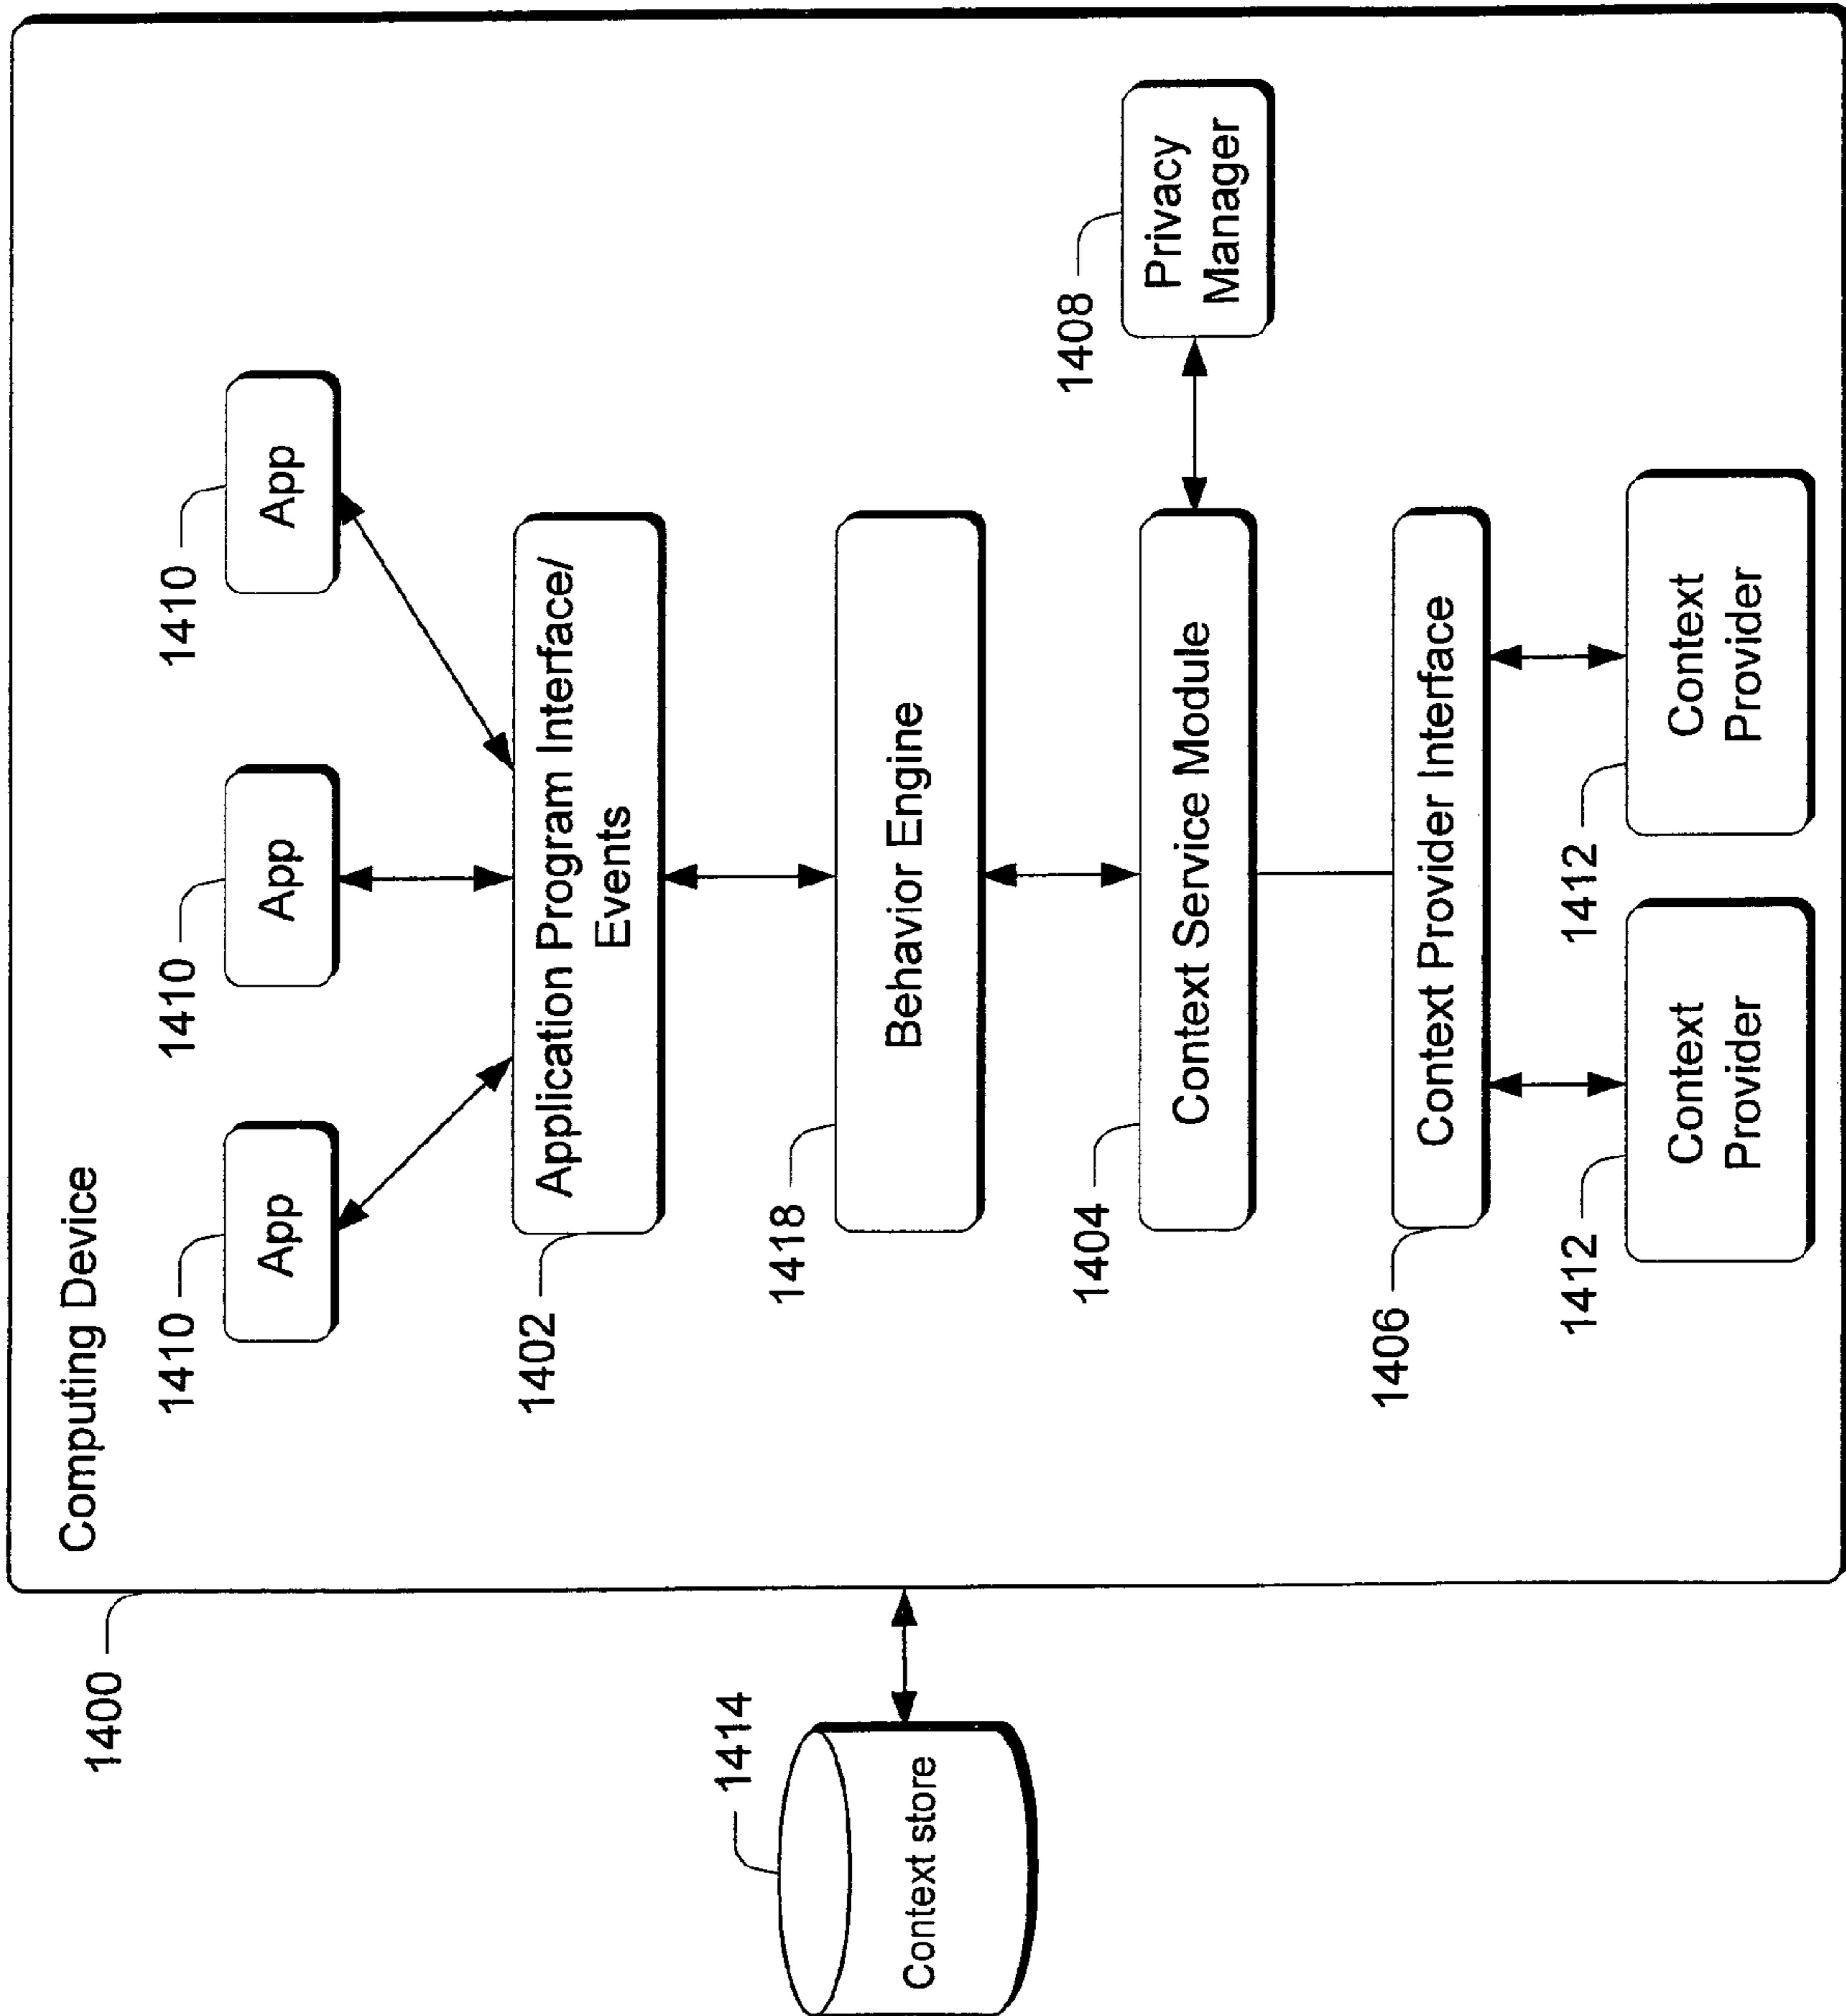 Computing Device
1400
1410
App
1410
App
1410
App
1402
Application Program Interface/
Events
1418
Behavior Engine
1404
Context Service Module
1408
Privacy
Manager
1406
Context Provider Interface
1412
Context
Provider
1412
Context
Provider
1414
Context store